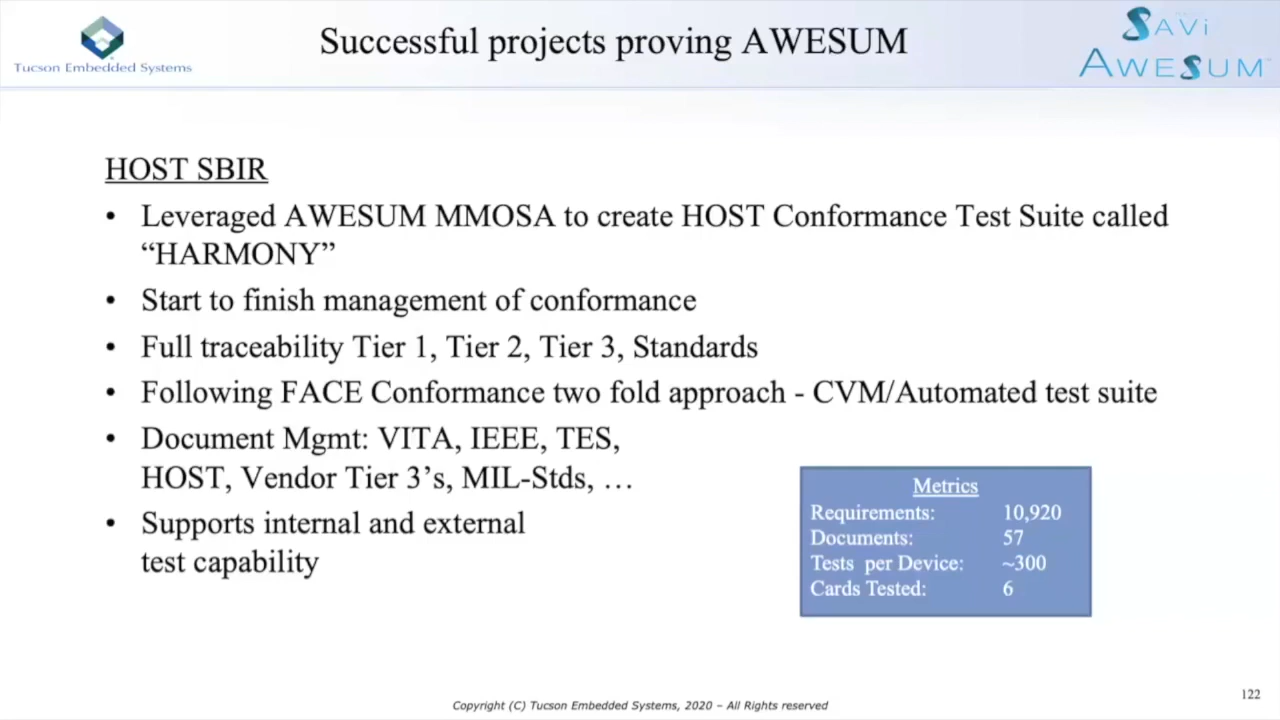 Tucson Embedded Systems
Successful projects proving AWESUM
SAVi
AWESUM™
HOST SBIR
• Leveraged AWESUM MMOSA to create HOST Conformance Test Suite called
“HARMONY”
• Start to finish management of conformance
• Full traceability Tier 1, Tier 2, Tier 3, Standards
• Following FACE Conformance two fold approach - CVM/Automated test suite
• Document Mgmt: VITA, IEEE, TES,
HOST, Vendor Tier 3’s, MIL-Stds, …
• Supports internal and external
test capability
Metrics
Requirements: 10,920
Documents: 57
Tests per Device: ~300
Cards Tested: 6
Copyright (C) Tucson Embedded Systems, 2020 – All Rights reserved
122